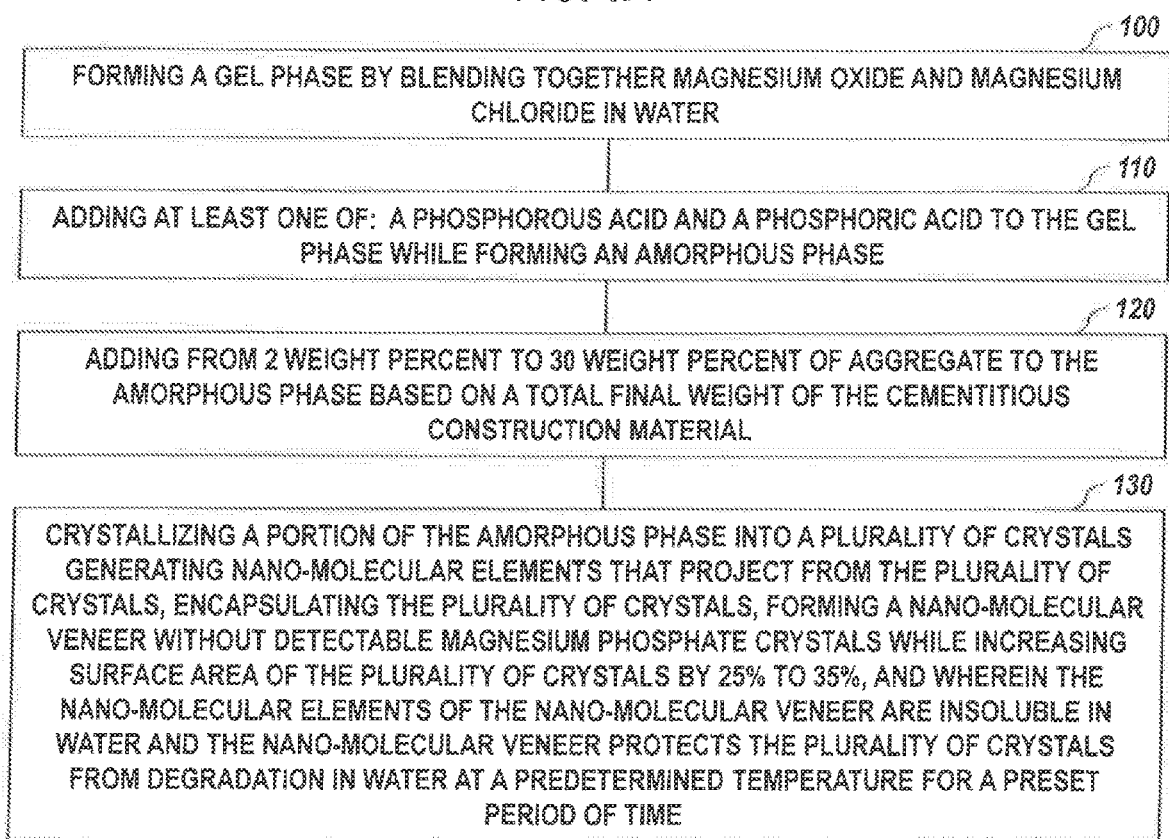 100
FORMING A GEL PHASE BY BLENDING TOGETHER MAGNESIUM OXIDE AND MAGNESIUM
CHLORIDE IN WATER
110
ADDING AT LEAST ONE OF: A PHOSPHOROUS ACID AND A PHOSPHORIC ACID TO THE GEL
PHASE WHILE FORMING AN AMORPHOUS PHASE
120
ADDING FROM 2 WEIGHT PERCENT TO 30 WEIGHT PERCENT OF AGGREGATE TO THE
AMORPHOUS PHASE BASED ON A TOTAL FINAL WEIGHT OF THE CEMENTITIOUS
CONSTRUCTION MATERIAL
130
CRYSTALLIZING A PORTION OF THE AMORPHOUS PHASE INTO A PLURALITY OF CRYSTALS
GENERATING NANO-MOLECULAR ELEMENTS THAT PROJECT FROM THE PLURALITY OF
CRYSTALS, ENCAPSULATING THE PLURALITY OF CRYSTALS, FORMING A NANO-MOLECULAR
VENEER WITHOUT DETECTABLE MAGNESIUM PHOSPHATE CRYSTALS WHILE INCREASING
SURFACE AREA OF THE PLURALITY OF CRYSTALS BY 25% TO 35%, AND WHEREIN THE
NANO-MOLECULAR ELEMENTS OF THE NANO-MOLECULAR VENEER ARE INSOLUBLE IN
WATER AND THE NANO-MOLECULAR VENEER PROTECTS THE PLURALITY OF CRYSTALS
FROM DEGRADATION IN WATER AT A PREDETERMINED TEMPERATURE FOR A PRESET
PERIOD OF TIME